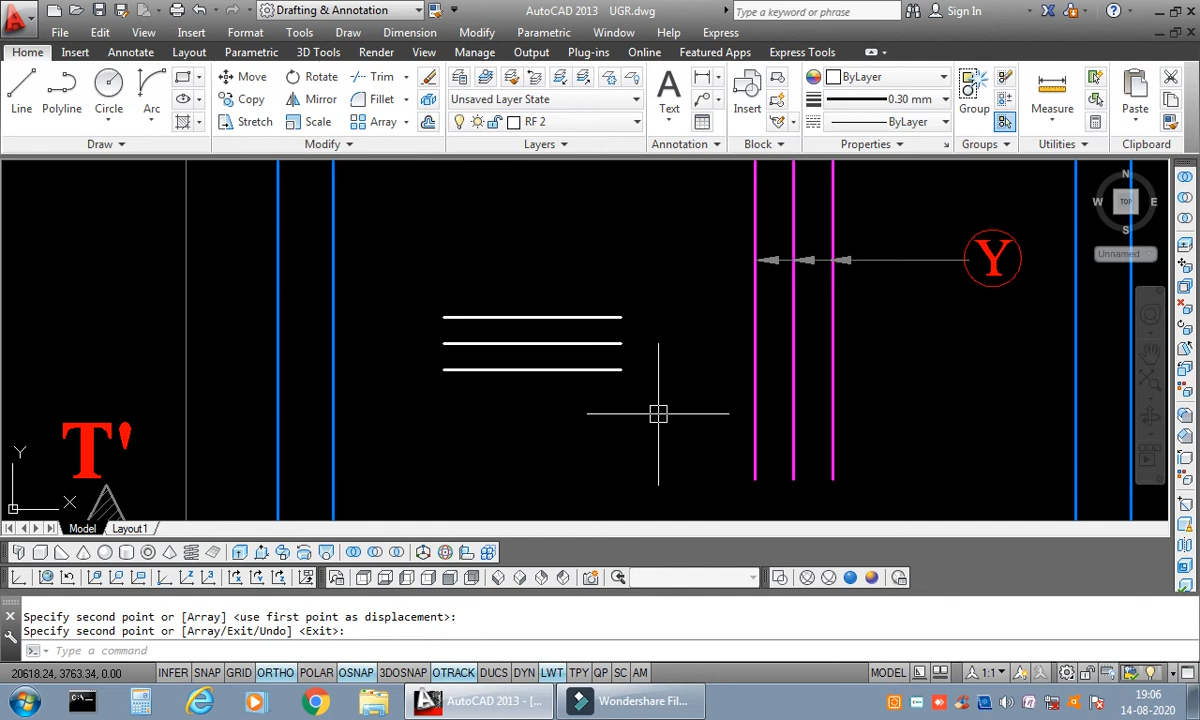 Drafting & Annotation
AutoCAD 2013 UGR.dwg
Type a keyword or phrase
Sign In
File Edit View Insert Format Tools Draw Dimension Modify Parametric Window Help Express
Home Insert Annotation Layout Parametric 3D Tools Render View Manage Output Plug-ins Online Featured Apps Express Tools
Line Polyline Circle Arc
Move Rotate Trim
Copy Mirror Fillet
Stretch Scale Array
Unsaved Layer State
RF 2
Text
Insert
ByLayer
0.30 mm
ByLayer
Group
Measure
Paste
Draw Modify Layers Annotation Block Properties Groups Utilities Clipboard
N
W TOP E
S
Unnamed
Y
T'
Y
X
Model Layout1
Specify second point or [Array] <use first point as displacement>:
Specify second point or [Array/Exit/Undo] <Exit>:
Type a command
20618.24, 3763.34, 0.00 INFER SNAP GRID ORTHO POLAR OSNAP 3DOSNAP OTRACK DUCS DYN LWT TPY QP SC AM MODEL 1:1
AutoCAD 2013 - [...
Wondershare Fil...
19:06
14-08-2020